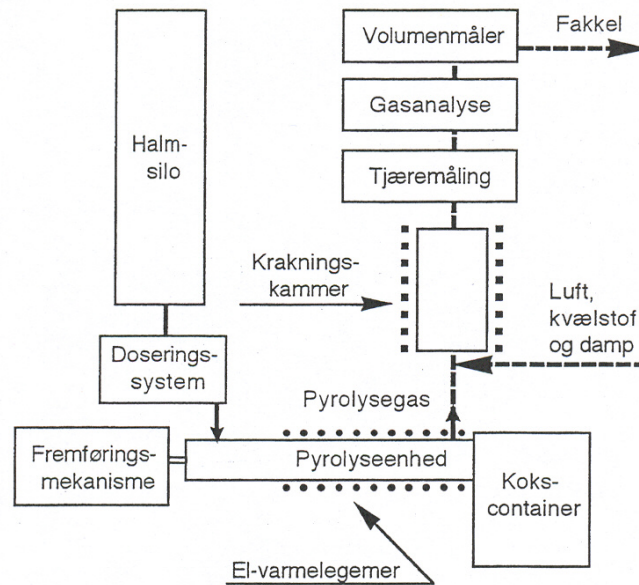 Volumenmåler
Fakkel
Gasanalyse
Halm-
silo
Tjæremåling
Kraknings-
kammer
Luft,
kvælstof
og damp
Doserings-
system
Pyrolysegas
Fremførings-
mekanisme
Pyrolyseenhed
Koks-
container
El-varmelegemer